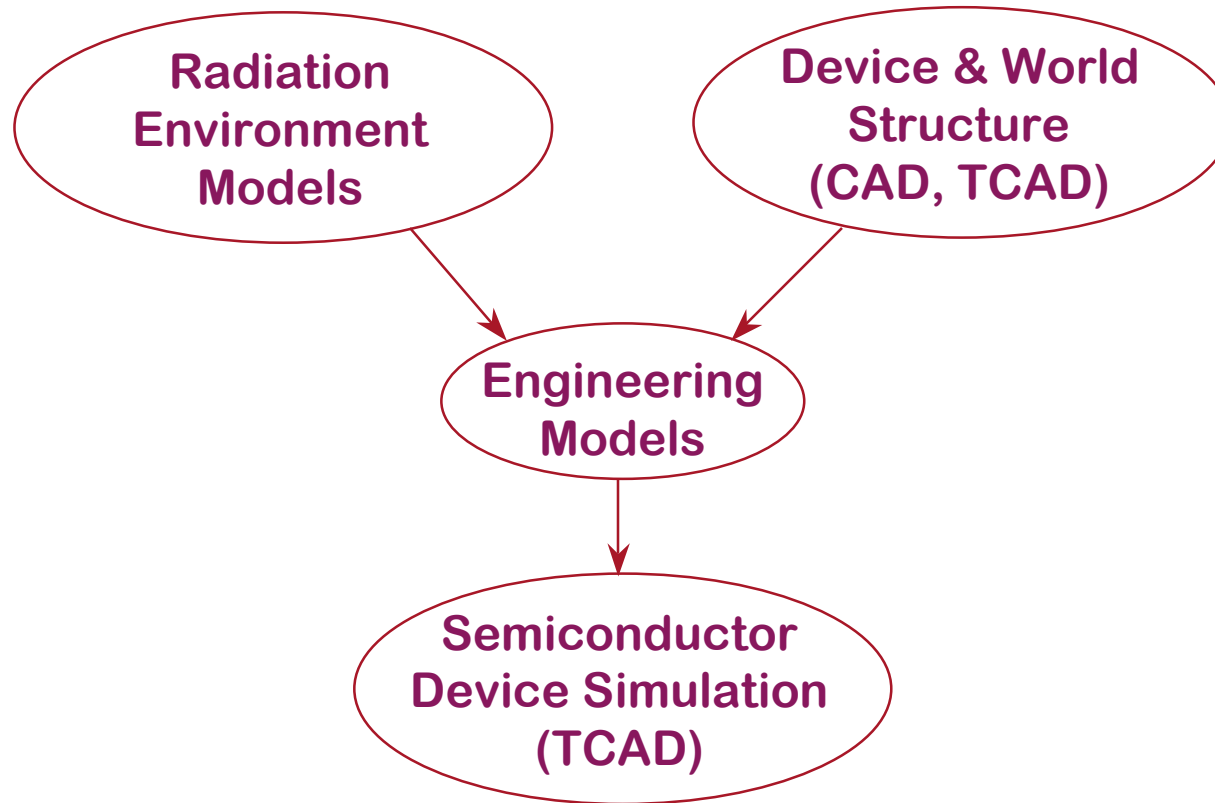 Radiation
Environment
Models
Device & World
Structure
(CAD, TCAD)
Engineering
Models
Semiconductor
Device Simulation
(TCAD)